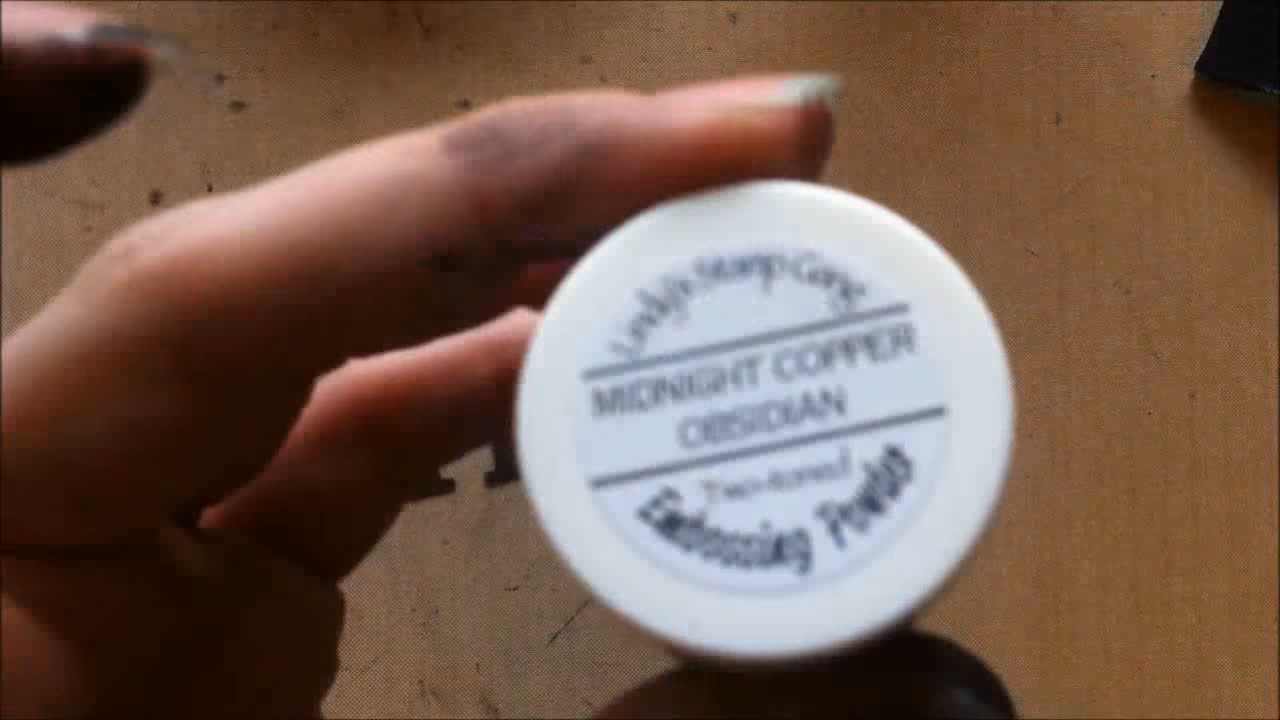 Lindy's Stamp Gang
MIDNIGHT COPPER
OBSIDIAN
Two-toned
Embossing Powder